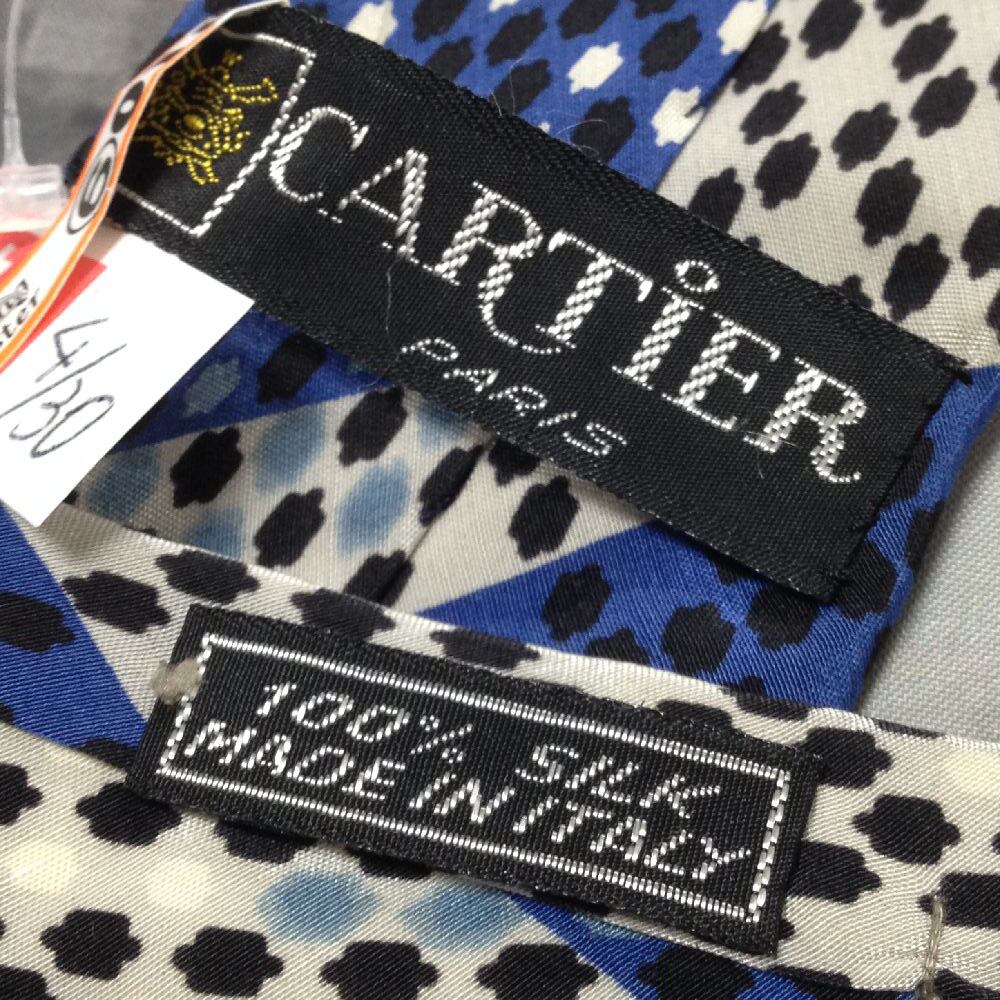 CARTiER
PARIS
4/30
100% SILK
MADE IN ITALY